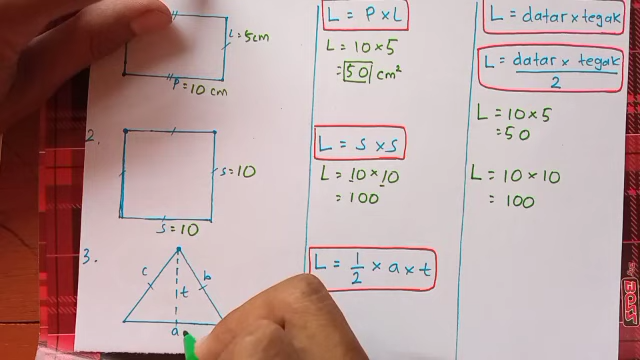 L = 5cm
P = 10 cm
L = P x L
L = 10 x 5
= 50 cm²
2.
S = 10
S = 10
L = S x S
L = 10 x 10
= 100
3.
c
b
t
a
L = 1/2 x a x t
L = datar x tegak
L = datar x tegak / 2
L = 10 x 5
= 50
L = 10 x 10
= 100
BOSS